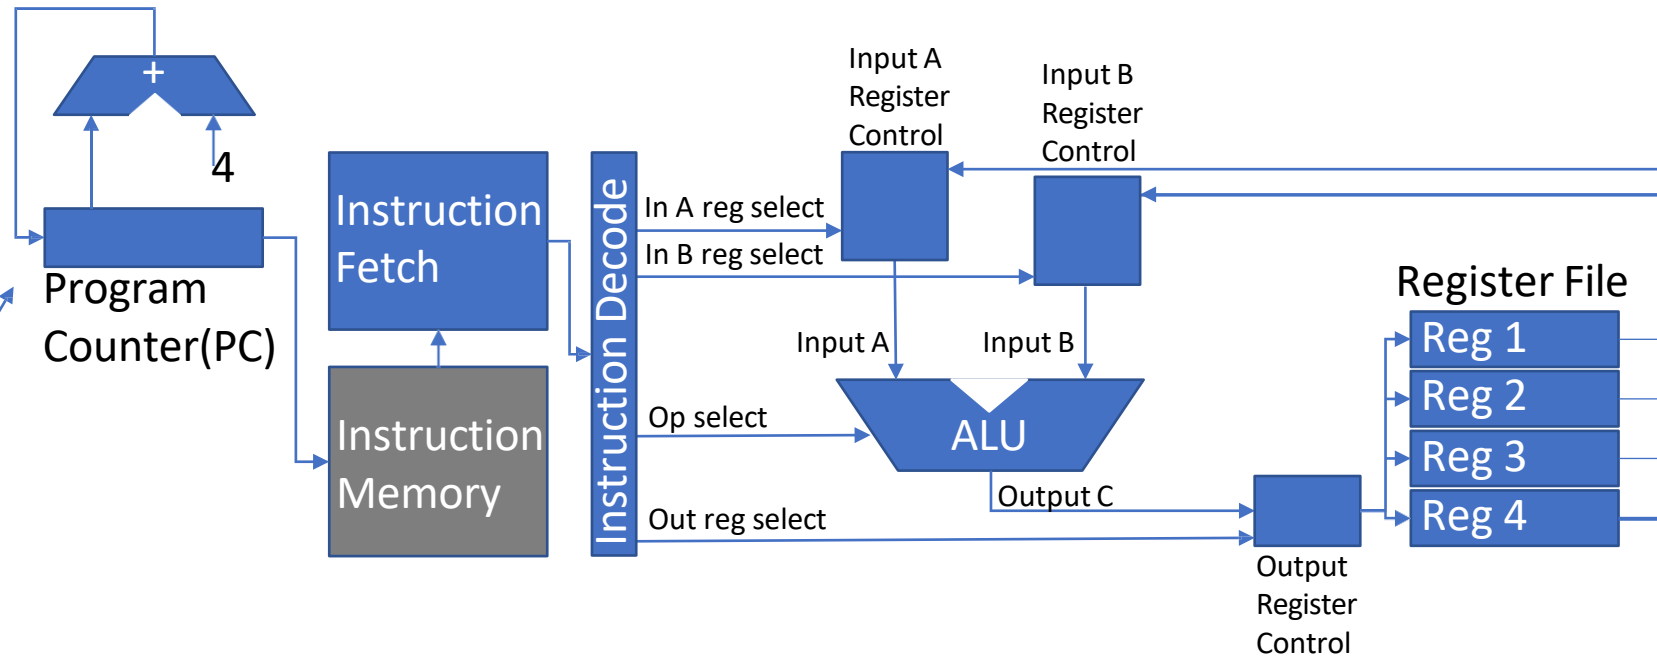 +
4
Program
Counter(PC)
Instruction
Fetch
Instruction
Memory
Instruction Decode
In A reg select
In B reg select
Op select
Out reg select
Input A
Register
Control
Input B
Register
Control
Input A
Input B
ALU
Output C
Output
Register
Control
Register File
Reg 1
Reg 2
Reg 3
Reg 4